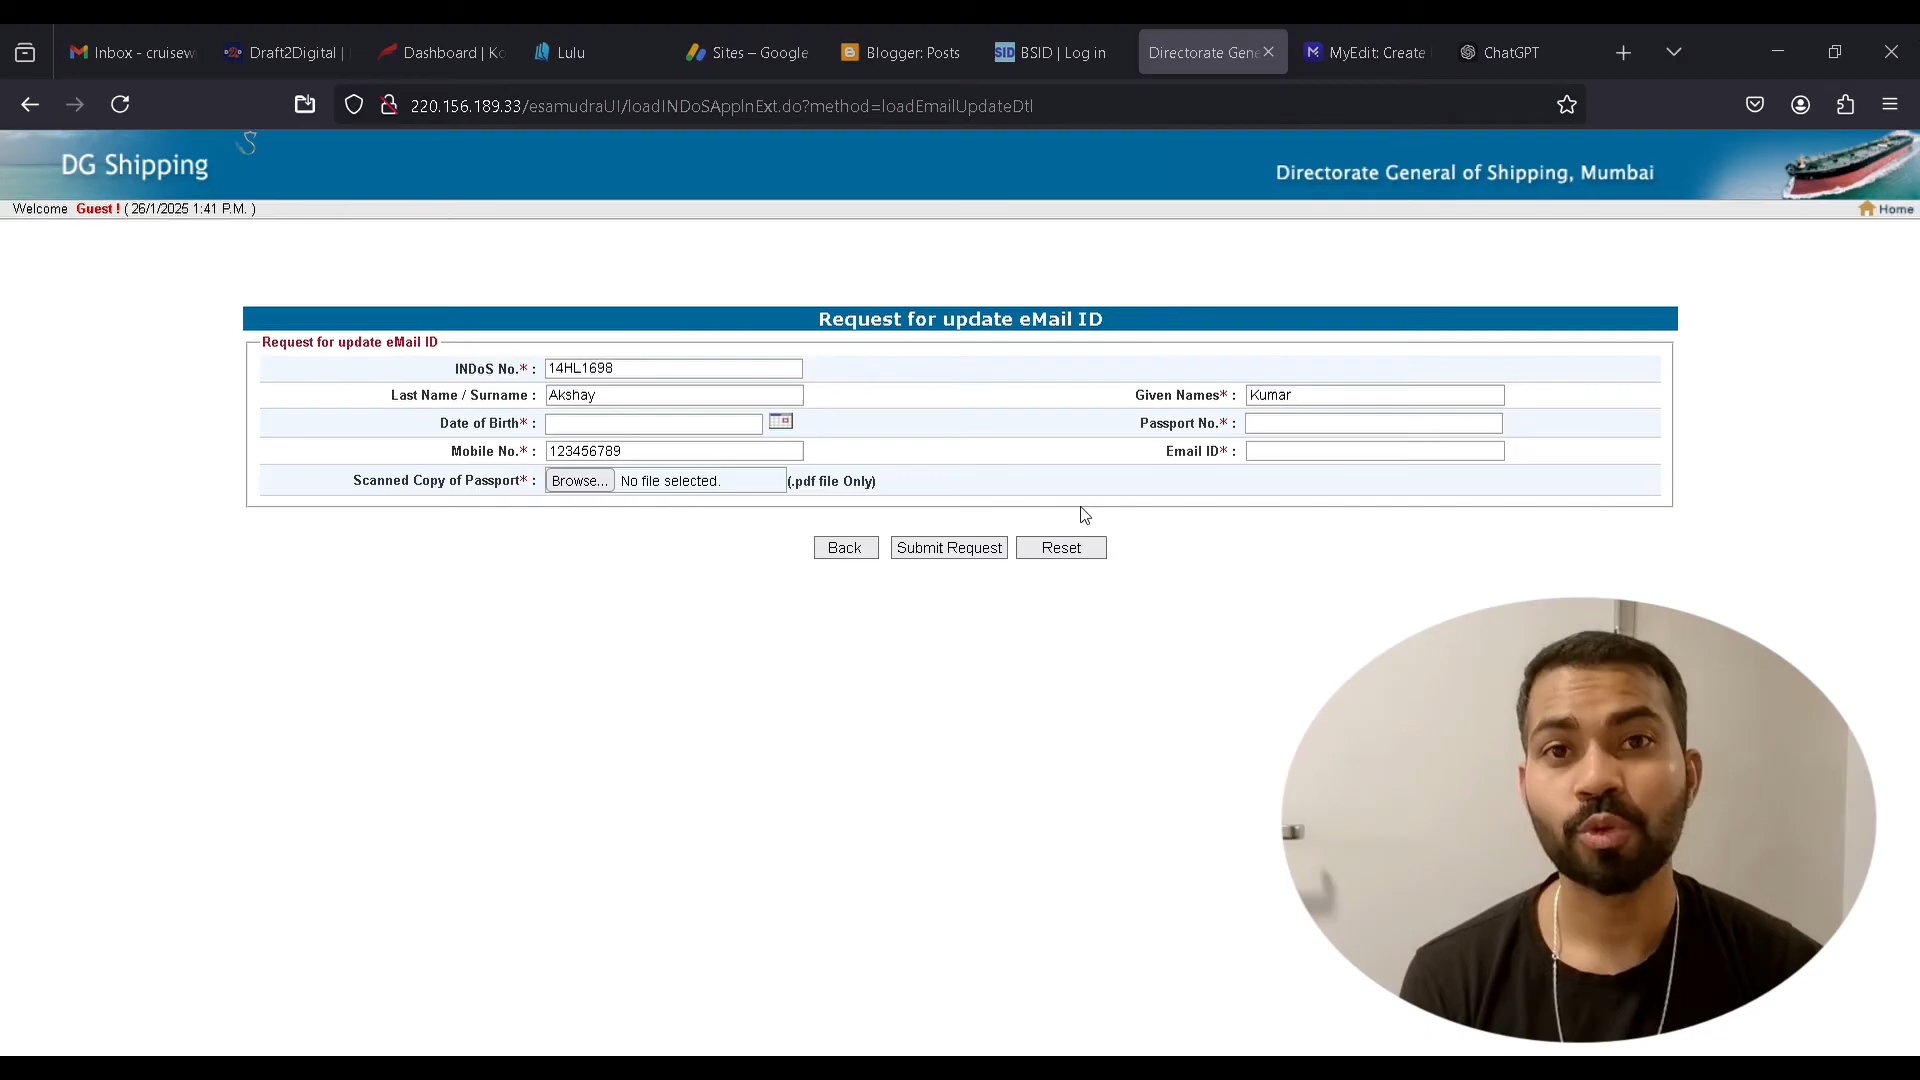 Inbox - cruisew
Draft2Digital |
Dashboard | Ko
Lulu
Sites – Google
Blogger: Posts
SID BSID | Log in
Directorate Gene
MyEdit: Create
ChatGPT
220.156.189.33/esamudraUI/loadINDoSAppInExt.do?method=loadEmailUpdateDtl
DG Shipping
Directorate General of Shipping, Mumbai
Welcome Guest ! ( 26/1/2025 1:41 P.M. )
Home
Request for update eMail ID
Request for update eMail ID
INDoS No.* : 14HL1698
Last Name / Surname : Akshay Given Names* : Kumar
Date of Birth* : Passport No.* :
Mobile No.* : 123456789 Email ID* :
Scanned Copy of Passport* : Browse... No file selected. (.pdf file Only)
Back Submit Request Reset